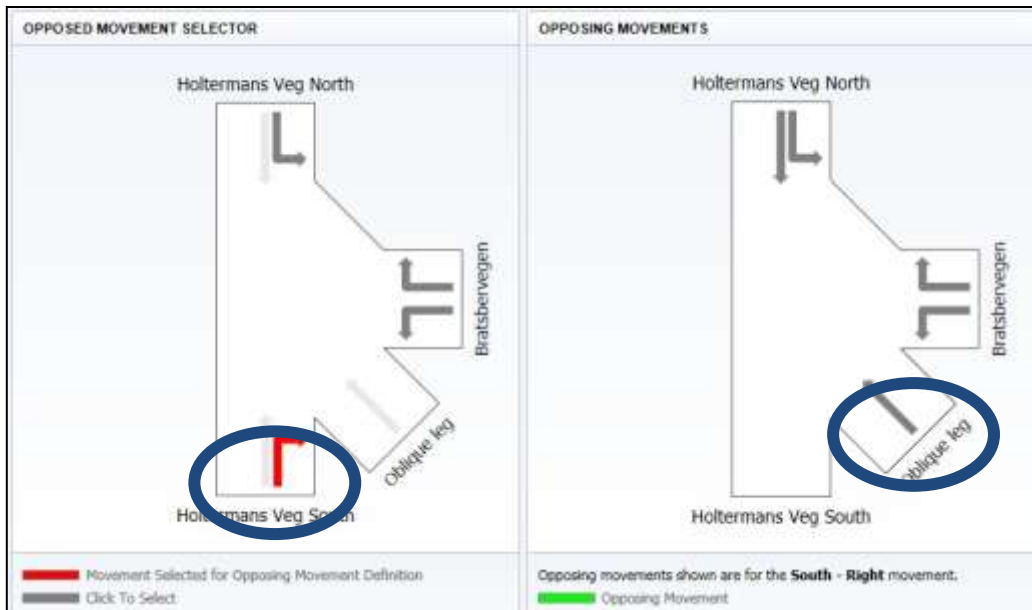 OPPOSED MOVEMENT SELECTOR
Holtermans Veg North
Bratsbervegen
Oblique leg
Holtermans Veg South
Movement Selected for Opposing Movement Definition
Click To Select
OPPOSING MOVEMENTS
Holtermans Veg North
Bratsbervegen
Oblique leg
Holtermans Veg South
Opposing movements shown are for the South - Right movement.
Opposing Movement